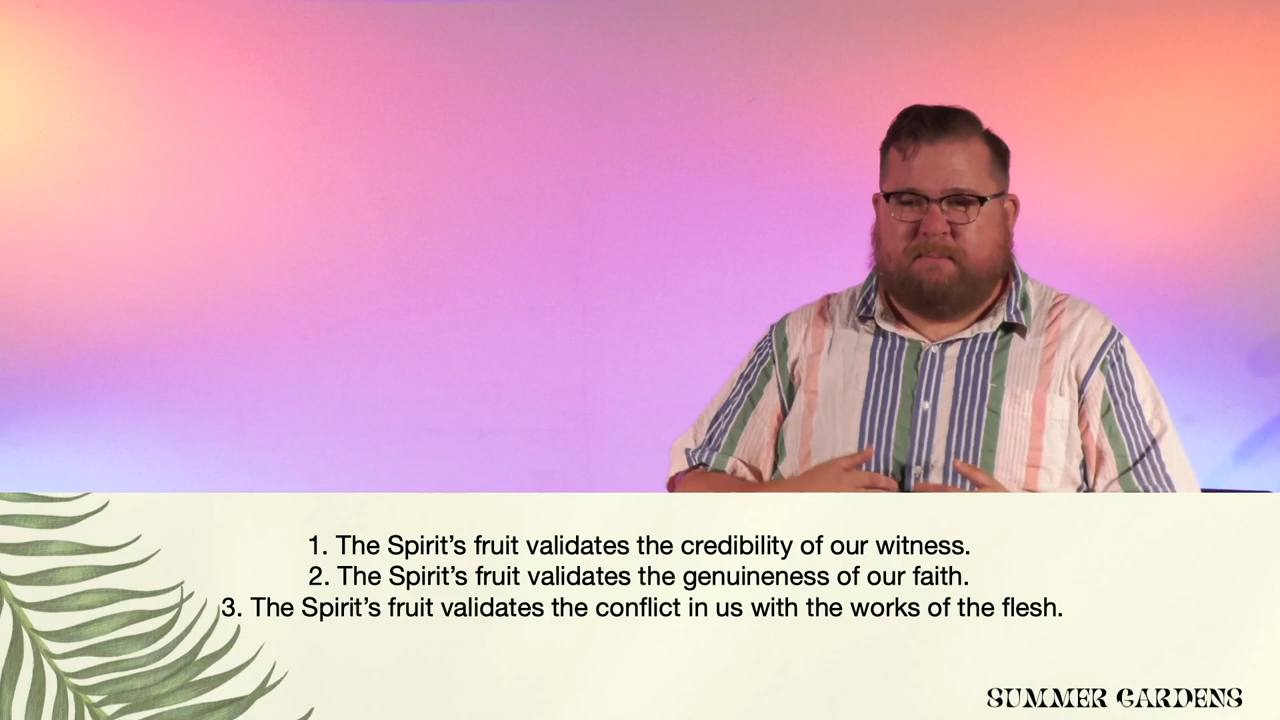 1. The Spirit’s fruit validates the credibility of our witness.
2. The Spirit’s fruit validates the genuineness of our faith.
3. The Spirit’s fruit validates the conflict in us with the works of the flesh.
SUMMER GARDENS